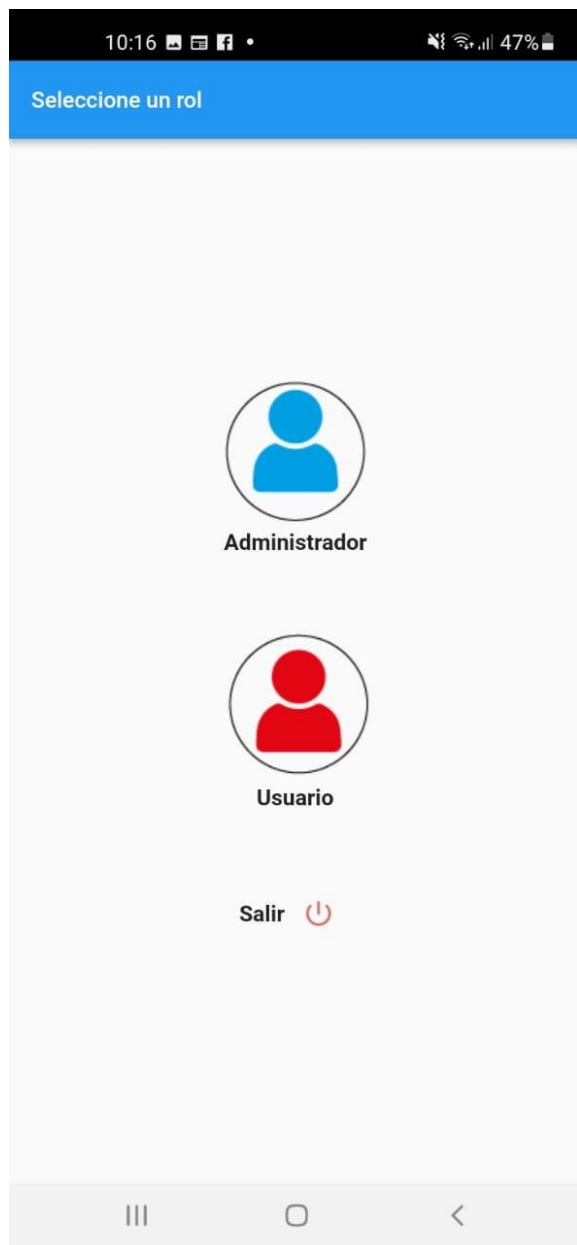 10:16 47%
Seleccione un rol
Administrador
Usuario
Salir